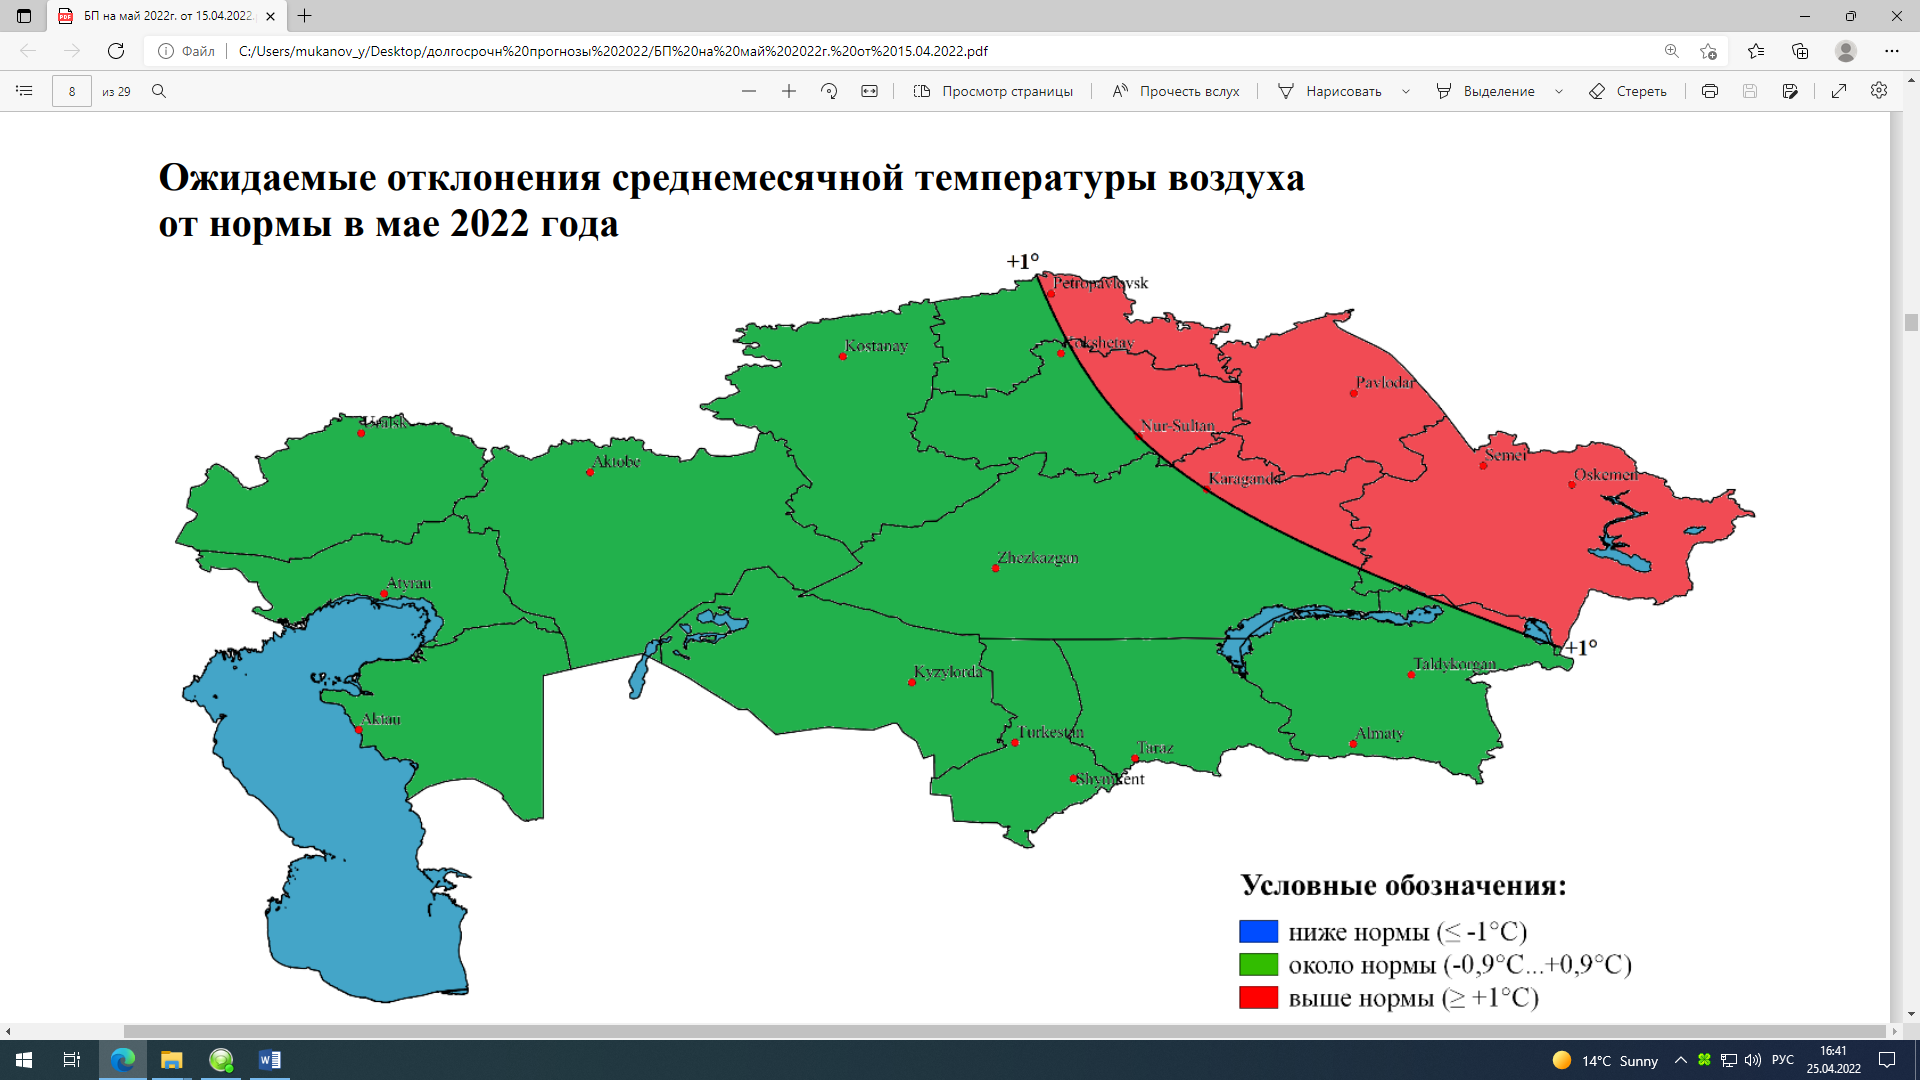 БП на май 2022г. от 15.04.2022.
Файл
C:/Users/mukanov_y/Desktop/долгосрочн%20прогнозы%202022/БП%20на%20май%202022г.%20от%2015.04.2022.pdf
8 из 29
Просмотр страницы
Прочесть вслух
Нарисовать
Выделение
Стереть
Ожидаемые отклонения среднемесячной температуры воздуха
от нормы в мае 2022 года
+1°
Petropavlovsk
Kostanay
Kokshetay
Pavlodar
Uralsk
Nur-Sultan
Aktobe
Semei
Karaganda
Oskemen
Zhezkazgan
Atyrau
+1°
Taldykorgan
Kyzylorda
Aktau
Turkestan
Almaty
Taraz
Shymkent
Условные обозначения:
ниже нормы (≤ -1°C)
около нормы (-0,9°C...+0,9°C)
выше нормы (≥ +1°C)
14°C Sunny
РУС
16:41
25.04.2022